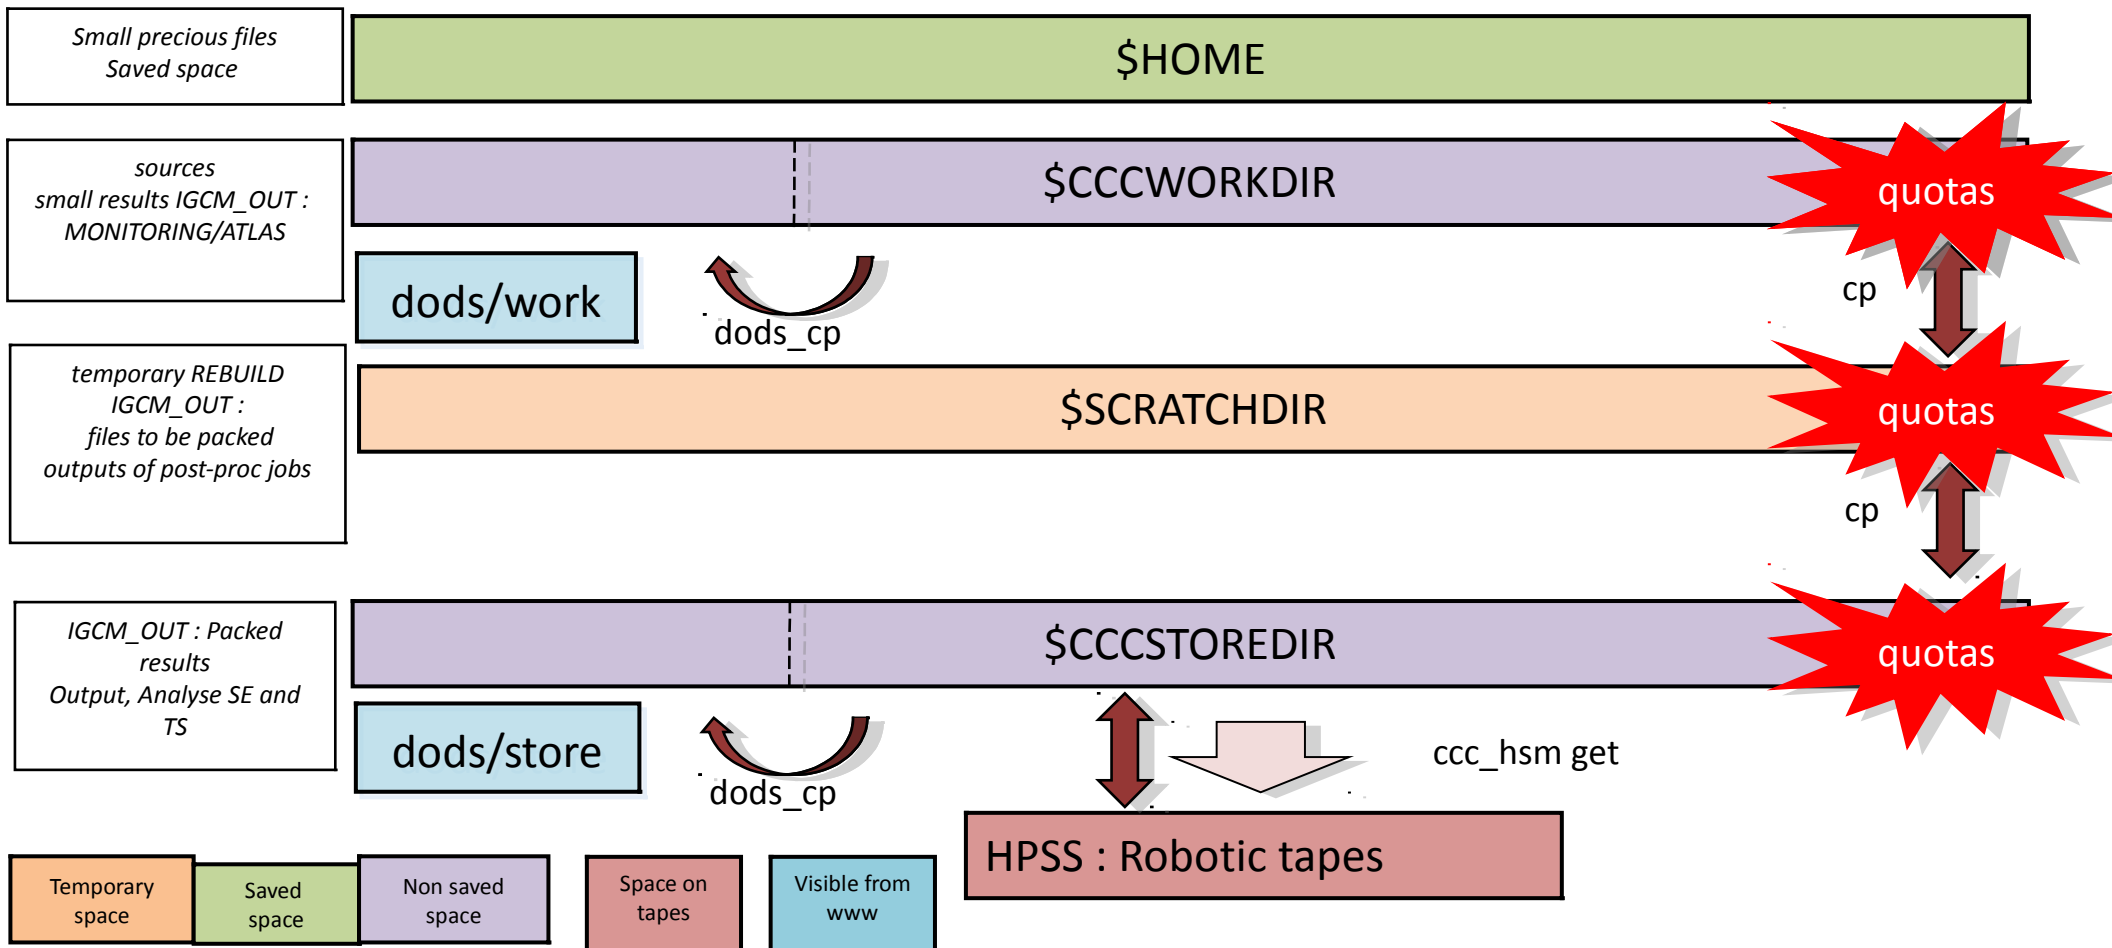 Small precious files
Saved space
$HOME
sources
small results IGCM_OUT :
MONITORING/ATLAS
$CCCWORKDIR
quotas
dods/work
dods_cp
cp
temporary REBUILD
IGCM_OUT :
files to be packed
outputs of post-proc jobs
$SCRATCHDIR
quotas
cp
IGCM_OUT : Packed
results
Output, Analyse SE and
TS
$CCCSTOREDIR
quotas
dods/store
dods_cp
ccc_hsm get
HPSS : Robotic tapes
Temporary
space
Saved
space
Non saved
space
Space on
tapes
Visible from
www